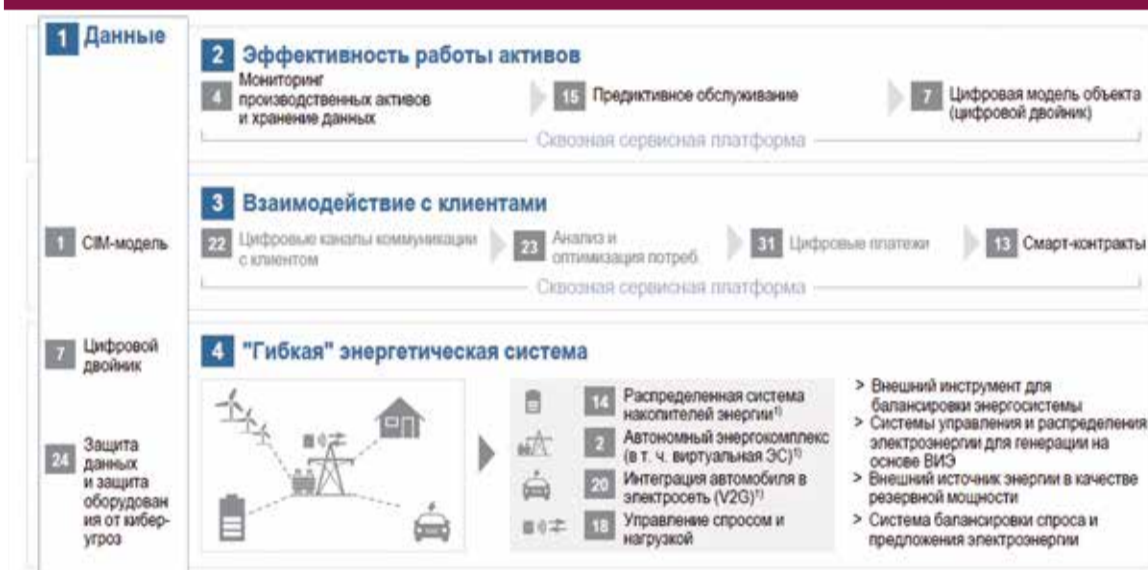 1 Данные
2 Эффективность работы активов
4 Мониторинг
производственных активов
и хранение данных
15 Предиктивное обслуживание
7 Цифровая модель объекта
(цифровой двойник)
Сквозная сервисная платформа
3 Взаимодействие с клиентами
1 CIM-модель
22 Цифровые каналы коммуникации
с клиентом
23 Анализ и
оптимизация потреб.
31 Цифровые платежи
13 Смарт-контракты
Сквозная сервисная платформа
7 Цифровой
двойник
24 Защита
данных
и защита
оборудован
ия от кибер-
угроз
4 "Гибкая" энергетическая система
14 Распределенная система
накопителей энергии¹⁾
2 Автономный энергокомплекс
(в т. ч. виртуальная ЭС)¹⁾
20 Интеграция автомобиля в
электросеть (V2G)¹⁾
18 Управление спросом и
нагрузкой
> Внешний инструмент для
балансировки энергосистемы
> Системы управления и распределения
электроэнергии для генерации на
основе ВИЭ
> Внешний источник энергии в качестве
резервной мощности
> Система балансировки спроса и
предложения электроэнергии